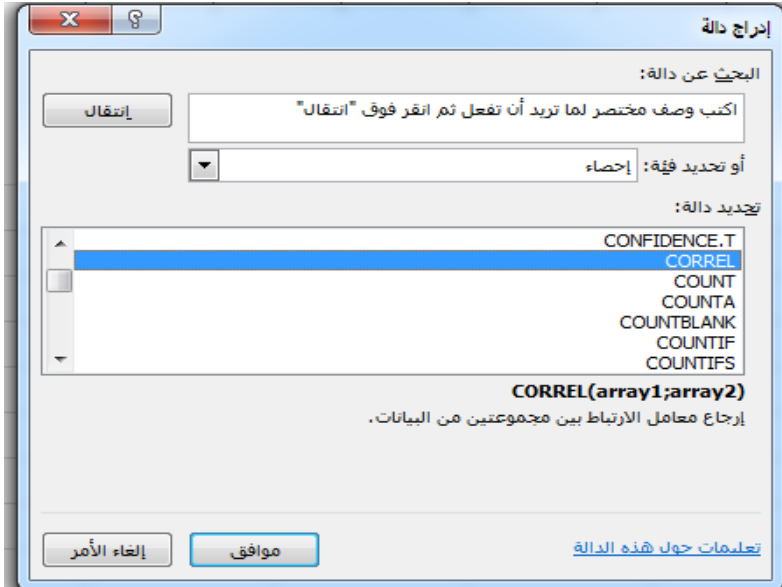 إدراج دالة
البحث عن دالة:
اكتب وصف مختصر لما تريد أن تفعل ثم انقر فوق "انتقال"
إنتقال
أو تحديد فئة: إحصاء
تحديد دالة:
CONFIDENCE.T
CORREL
COUNT
COUNTA
COUNTBLANK
COUNTIF
COUNTIFS
CORREL(array1;array2)
إرجاع معامل الارتباط بين مجموعتين من البيانات.
تعليمات حول هذه الدالة
موافق
إلغاء الأمر